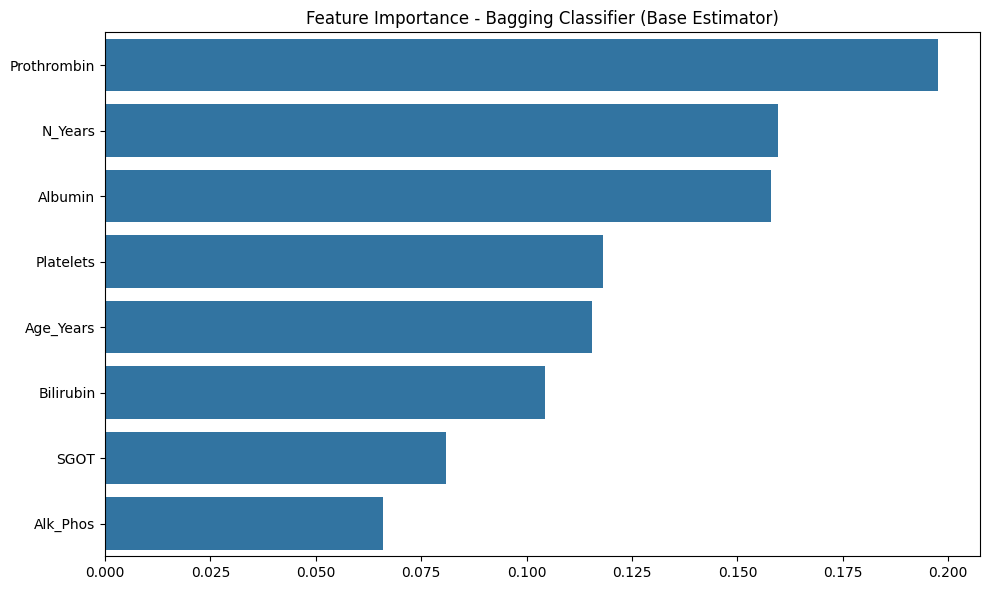 Feature Importance - Bagging Classifier (Base Estimator)
Prothrombin
N_Years
Albumin
Platelets
Age_Years
Bilirubin
SGOT
Alk_Phos
0.000 0.025 0.050 0.075 0.100 0.125 0.150 0.175 0.200